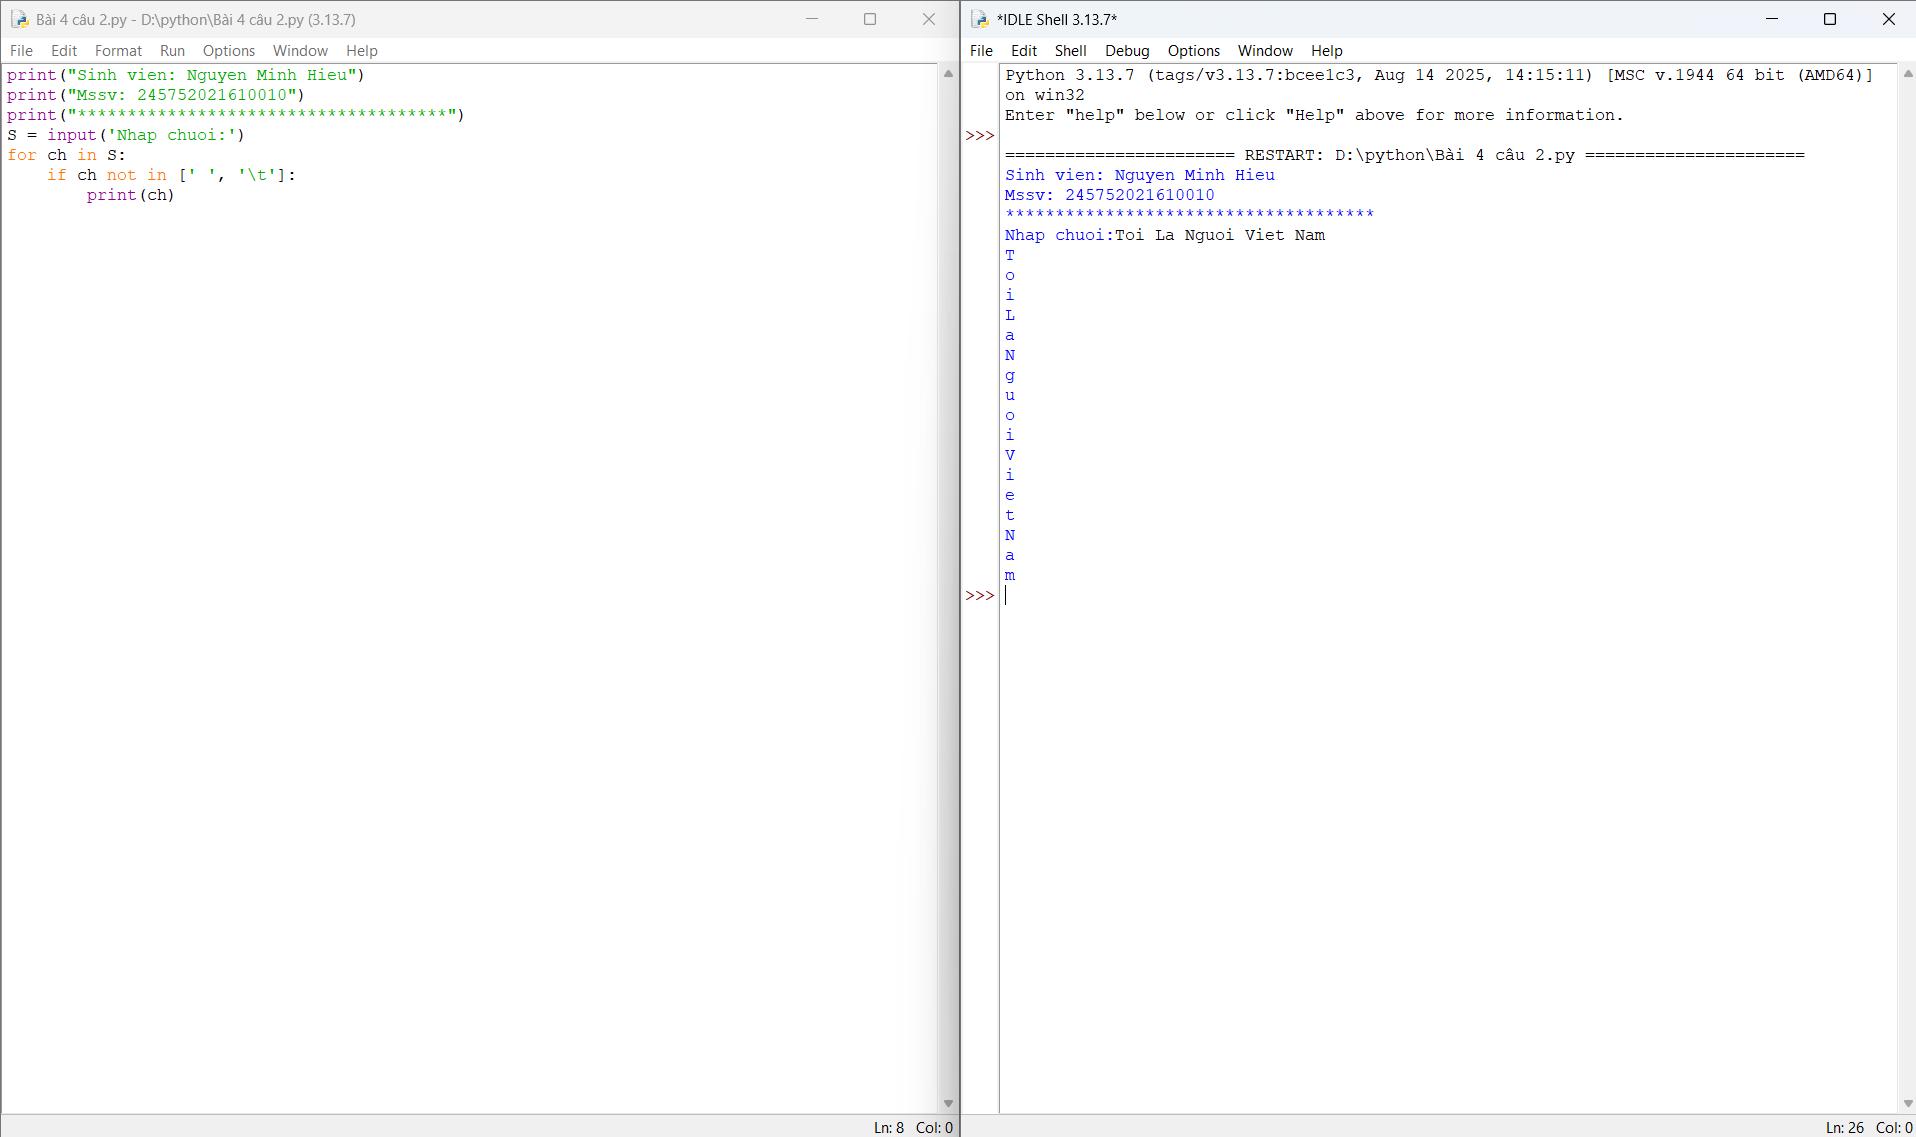 Bài 4 câu 2.py - D:\python\Bài 4 câu 2.py (3.13.7)
File Edit Format Run Options Window Help
print("Sinh vien: Nguyen Minh Hieu")
print("Mssv: 245752021610010")
print("*************************************")
S = input('Nhap chuoi:')
for ch in S:
    if ch not in [' ', '\t']:
        print(ch)
Ln: 8 Col: 0
*IDLE Shell 3.13.7*
File Edit Shell Debug Options Window Help
Python 3.13.7 (tags/v3.13.7:bcee1c3, Aug 14 2025, 14:15:11) [MSC v.1944 64 bit (AMD64)]
on win32
Enter "help" below or click "Help" above for more information.
>>>
======================= RESTART: D:\python\Bài 4 câu 2.py ======================
Sinh vien: Nguyen Minh Hieu
Mssv: 245752021610010
*************************************
Nhap chuoi:Toi La Nguoi Viet Nam
T
o
i
L
a
N
g
u
o
i
V
i
e
t
N
a
m
>>>
Ln: 26 Col: 0